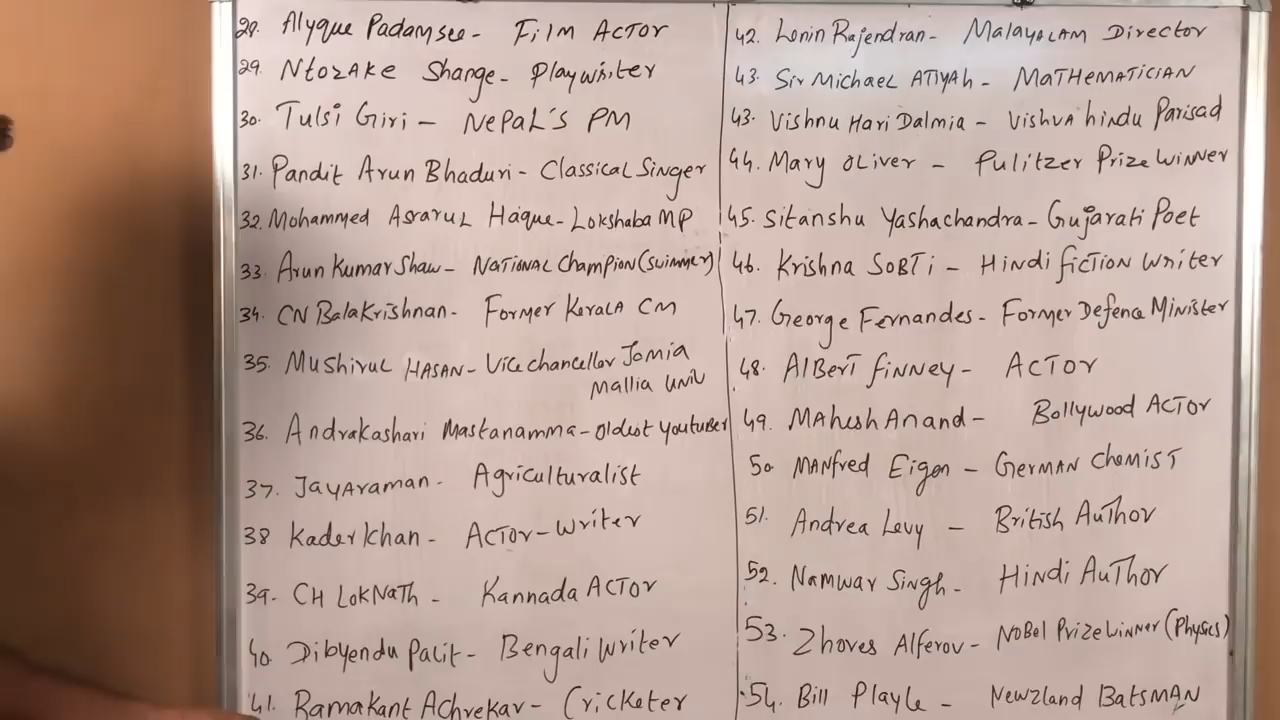 28. Alyque Padamsee - Film Actor
29. Ntozake Shange - Playwriter
30. Tulsi Giri - Nepal's PM
31. Pandit Arun Bhaduri - Classical Singer
32. Mohammed Asrarul Haque - Lokshaba MP
33. Arun Kumar Shaw - National Champion (Swimmer)
34. CN Balakrishnan - Former Kerala CM
35. Mushirul Hasan - Vice chancellor Jamia
Mallia Univ
36. Andrakashari Mastanamma - oldest youtuber
37. Jayaraman - Agriculturalist
38 Kader Khan - Actor - Writer
39. CH Loknath - Kannada Actor
40 Dibyendu Palit - Bengali Writer
41. Ramakant Achrekar - Cricketer
42. Lenin Rajendran - Malayalam Director
43. Sir Michael Atiyah - Mathematician
43. Vishnu Hari Dalmia - Vishva hindu Parisad
44. Mary Oliver - Pulitzer Prize Winner
45. Sitanshu Yashachandra - Gujarati Poet
46. Krishna Sobti - Hindi fiction Writer
47. George Fernandes - Former Defence Minister
48. Albert finney - Actor
49. Mahesh Anand - Bollywood Actor
50 Manfred Eigen - German Chemist
51. Andrea Levy - British Author
52. Namwar Singh - Hindi Author
53. Zhores Alferov - Nobel Prize Winner (Physics)
54. Bill Playle - Newzland Batsman